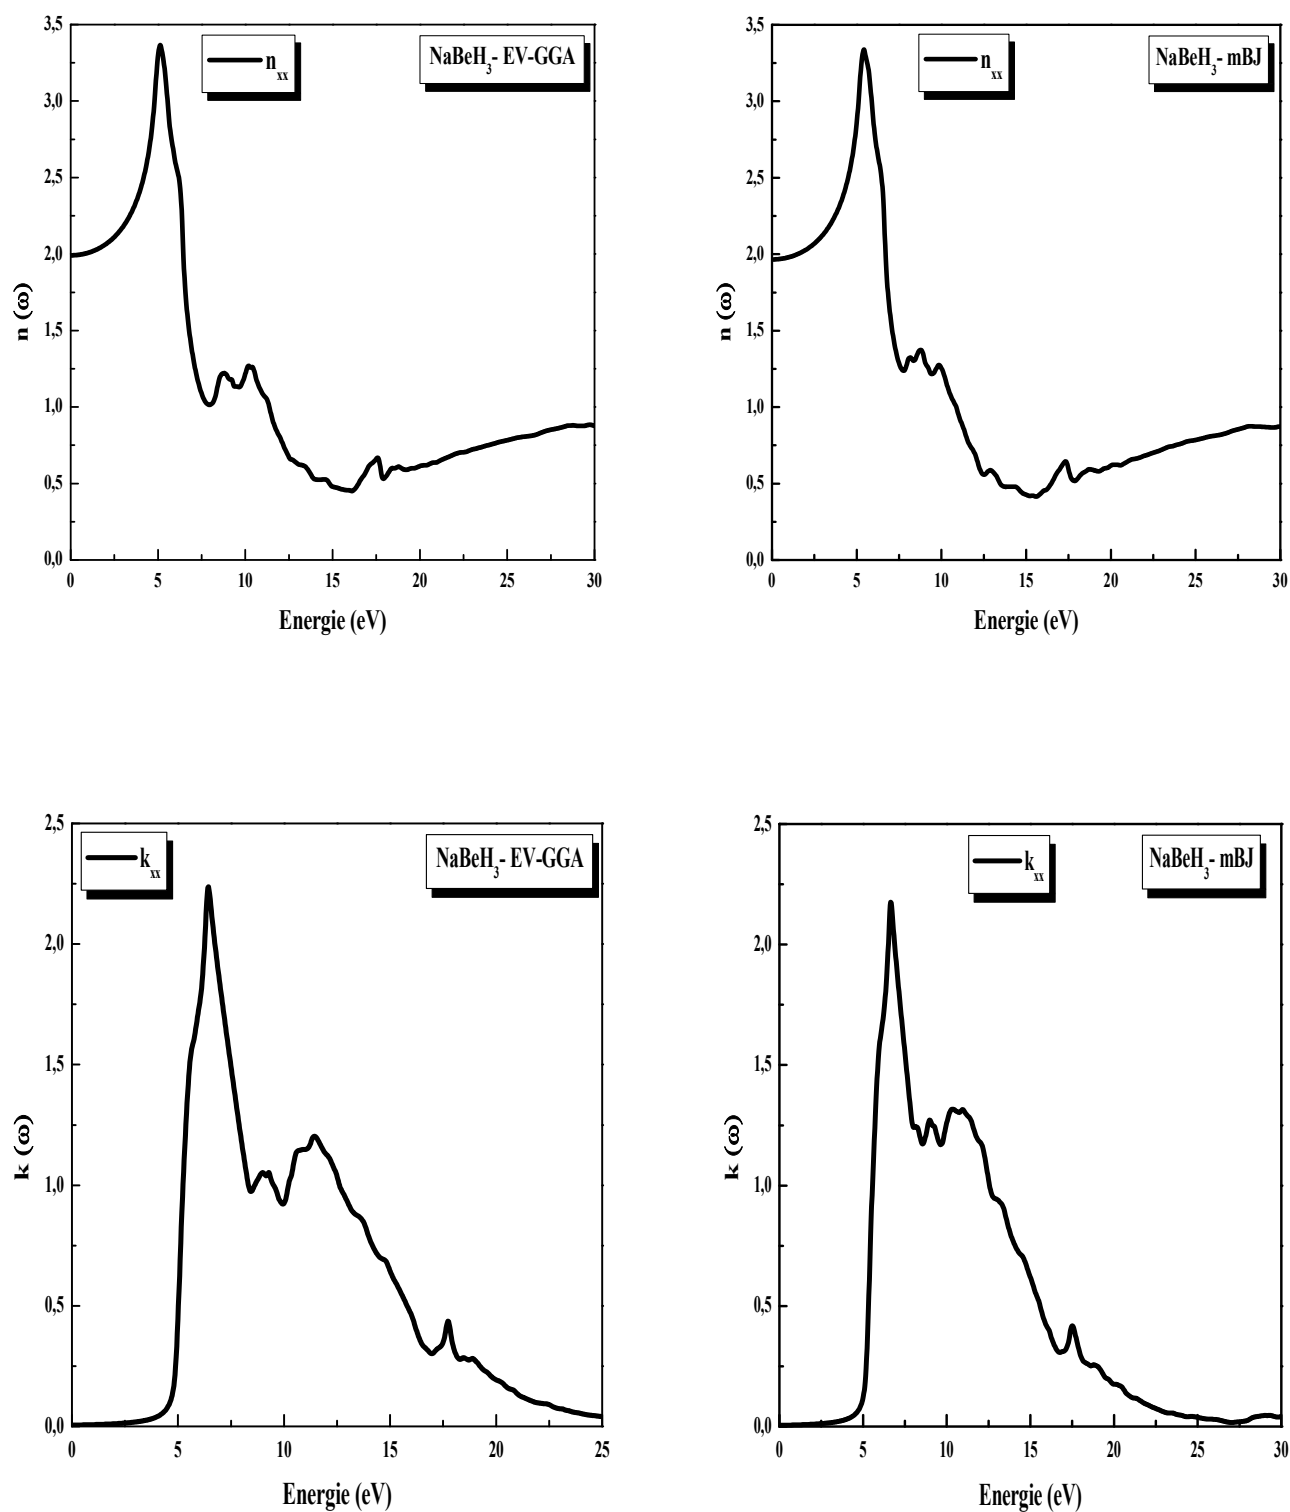 n_xx
NaBeH_3- EV-GGA
n (ω)
3,5
3,0
2,5
2,0
1,5
1,0
0,5
0,0
0 5 10 15 20 25 30
Energie (eV)
n_xx
NaBeH_3- mBJ
n (ω)
3,5
3,0
2,5
2,0
1,5
1,0
0,5
0,0
0 5 10 15 20 25 30
Energie (eV)
k_xx
NaBeH_3- EV-GGA
k (ω)
2,5
2,0
1,5
1,0
0,5
0,0
0 5 10 15 20 25
Energie (eV)
k_xx
NaBeH_3- mBJ
k (ω)
2,5
2,0
1,5
1,0
0,5
0,0
0 5 10 15 20 25 30
Energie (eV)